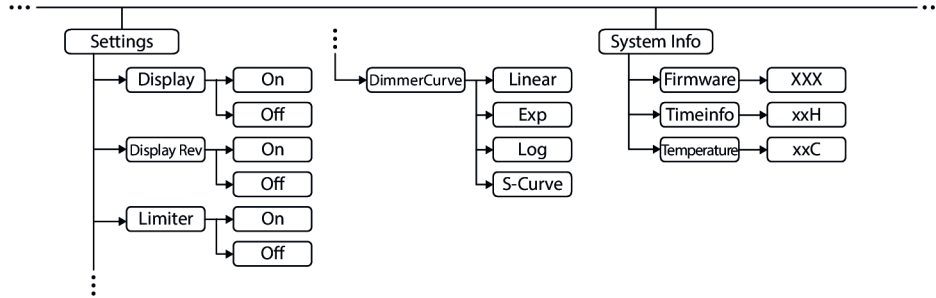 Settings
Display
On
Off
Display Rev
On
Off
Limiter
On
Off
DimmerCurve
Linear
Exp
Log
S-Curve
System Info
Firmware
XXX
Timeinfo
xxH
Temperature
xxC